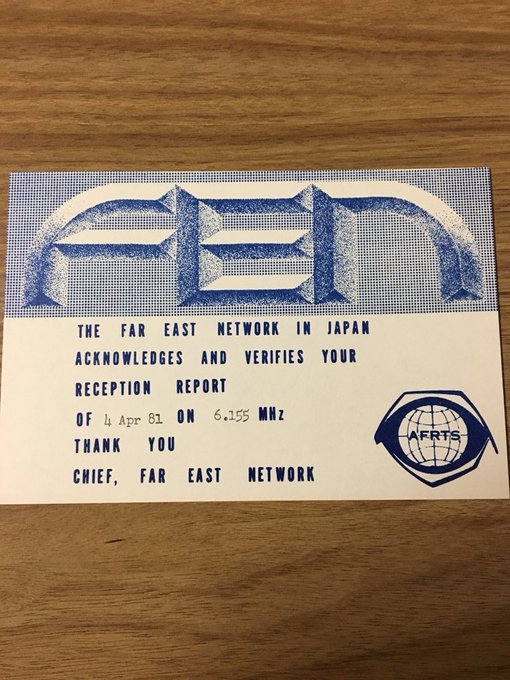 FEN
THE FAR EAST NETWORK IN JAPAN
ACKNOWLEDGES AND VERIFIES YOUR
RECEPTION REPORT
OF 4 Apr 81 ON 6.155 MHz
THANK YOU
CHIEF, FAR EAST NETWORK
AFRTS